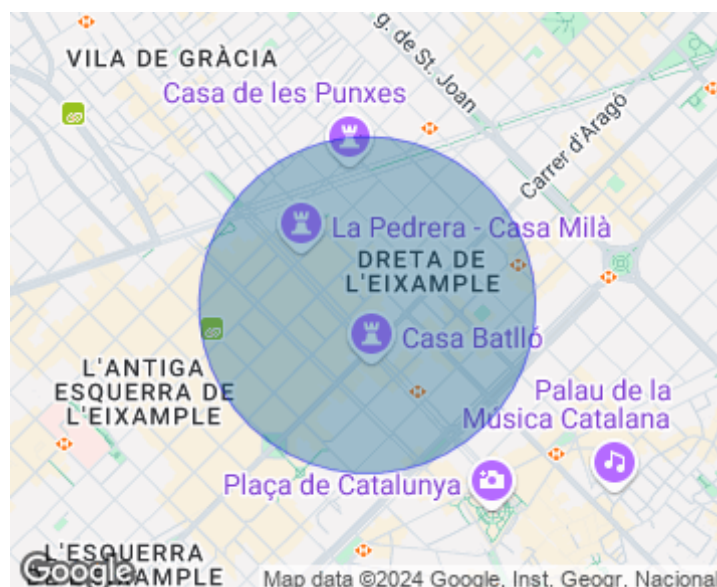 g. de St. Joan
VILA DE GRÀCIA
Casa de les Punxes
Carrer d'Aragó
La Pedrera - Casa Milà
DRETA DE
L'EIXAMPLE
Casa Batlló
L'ANTIGA
ESQUERRA DE
L'EIXAMPLE
Palau de la
Música Catalana
Plaça de Catalunya
L'ESQUERRA
AMPLE
Google
Map data ©2024 Google, Inst. Geogr. Nacional